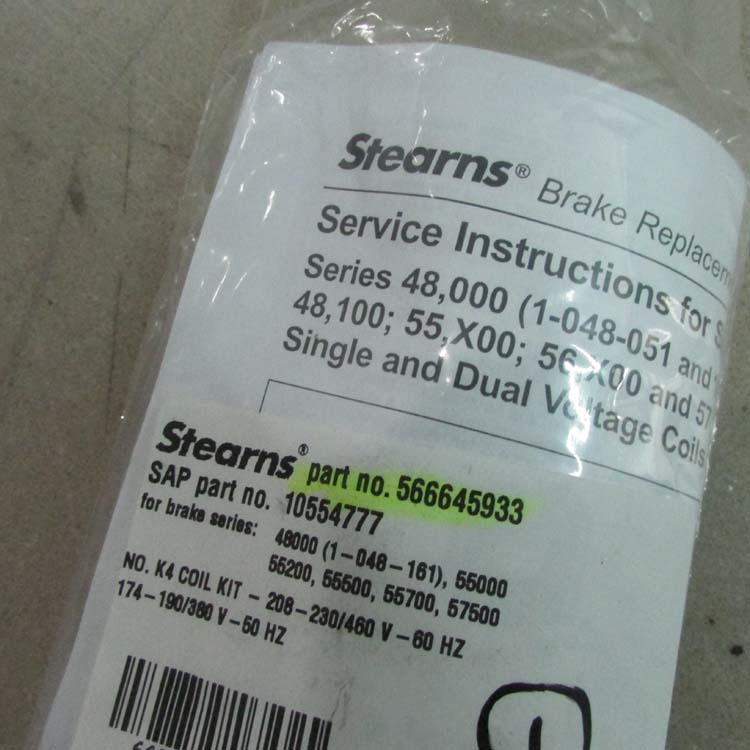 Stearns® Brake Replacem
Service Instructions for S
Series 48,000 (1-048-051 and
48,100; 55,X00; 56,X00 and 57
Single and Dual Voltage Coils
Stearns® part no. 566645933
SAP part no. 10554777
for brake series: 48000 (1-048-161), 55000
55200, 55500, 55700, 57500
NO. K4 COIL KIT - 208-230/460 V-60 HZ
174-190/380 V-50 HZ